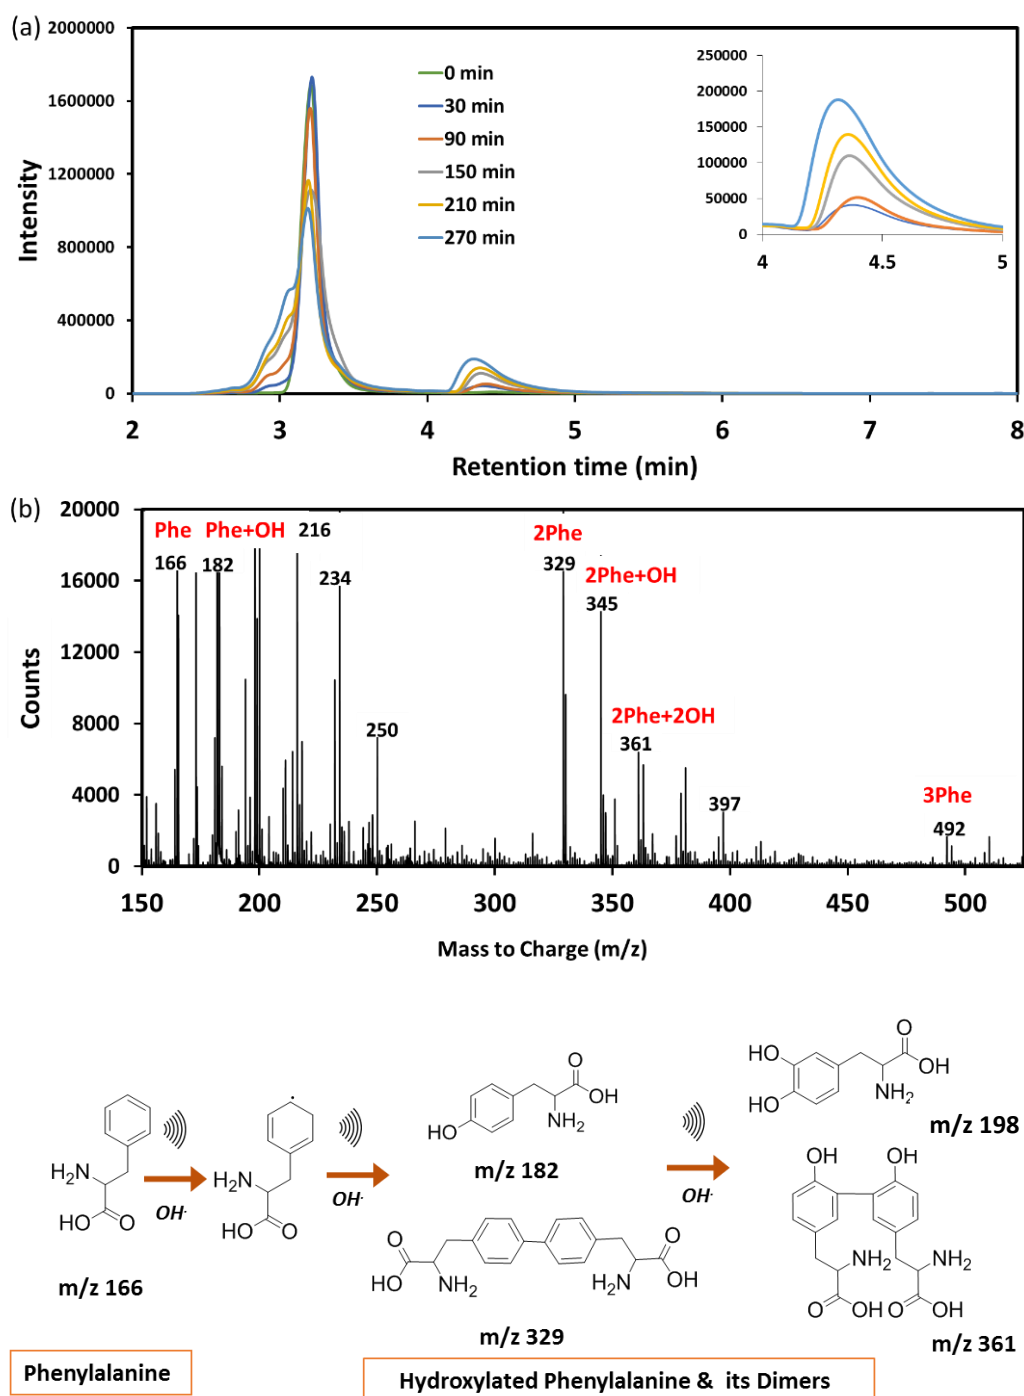 (a)
2000000
1600000
1200000
800000
400000
0
Intensity
2 3 4 5 6 7 8
Retention time (min)
0 min
30 min
90 min
150 min
210 min
270 min
250000
200000
150000
100000
50000
0
4 4.5 5
(b)
20000
16000
12000
8000
4000
0
Counts
Phe Phe+OH 216
166 182
234
250
2Phe
329
2Phe+OH
345
2Phe+2OH
361
397
3Phe
492
150 200 250 300 350 400 450 500
Mass to Charge (m/z)
H2N
HO O
m/z 166
OH·
H2N
HO O
OH·
O
OH
NH2
HO
m/z 182
O
HO
NH2
O
OH
H2N
m/z 329
OH·
O
HO
OH
NH2
HO
m/z 198
OH OH
NH2 NH2
O OH O OH
m/z 361
Phenylalanine
Hydroxylated Phenylalanine & its Dimers